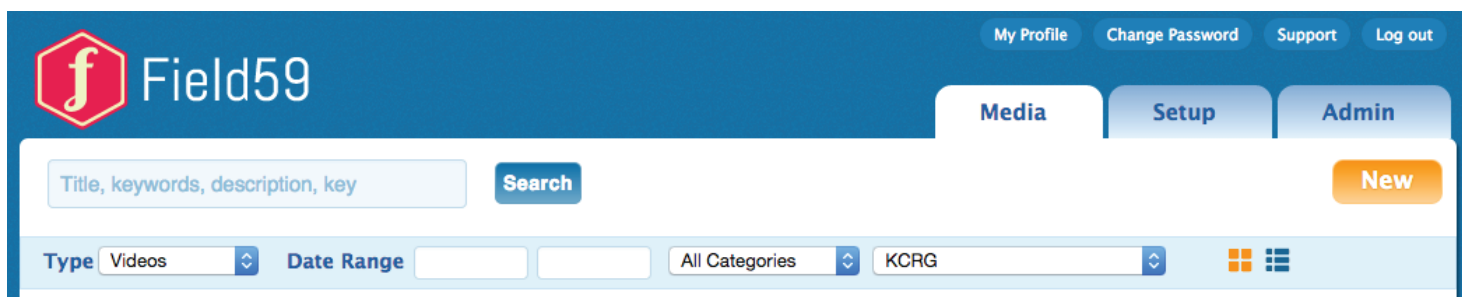 My Profile Change Password Support Log out
f Field59
Media Setup Admin
Title, keywords, description, key Search New
Type Videos Date Range All Categories KCRG